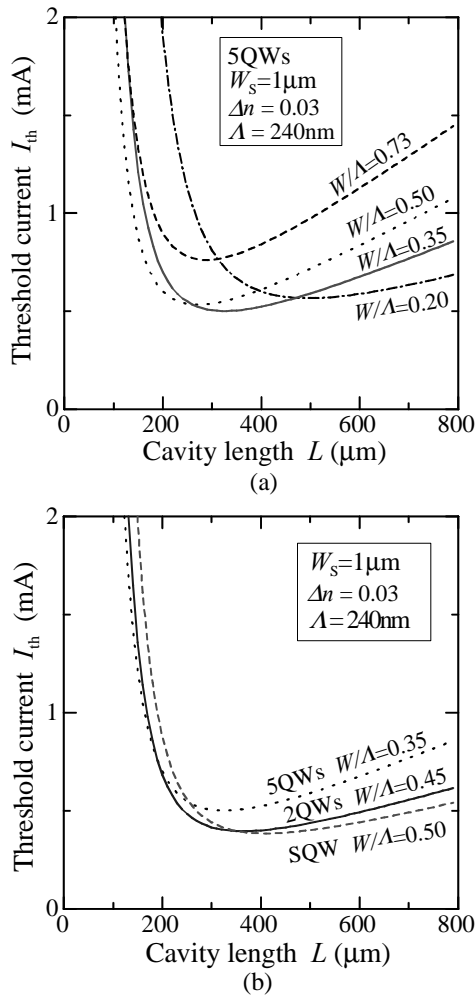 2
5QWs
W_S=1μm
Δn = 0.03
Λ = 240nm
W/Λ=0.73
W/Λ=0.50
W/Λ=0.35
W/Λ=0.20
1
0
0 200 400 600 800
Threshold current I_th (mA)
Cavity length L (μm)
(a)
2
W_S=1μm
Δn = 0.03
Λ=240nm
5QWs W/Λ=0.35
2QWs W/Λ=0.45
SQW W/Λ=0.50
1
0
0 200 400 600 800
Threshold current I_th (mA)
Cavity length L (μm)
(b)